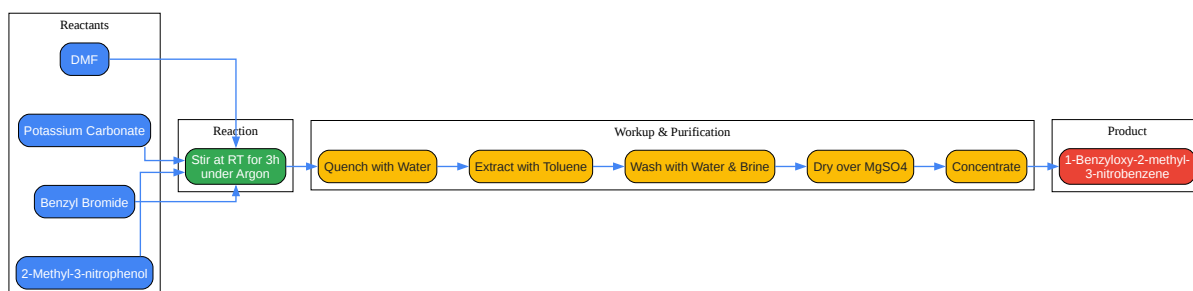 Reactants
DMF
Potassium Carbonate
Benzyl Bromide
2-Methyl-3-nitrophenol
Reaction
Stir at RT for 3h
under Argon
Workup & Purification
Quench with Water
Extract with Toluene
Wash with Water & Brine
Dry over MgSO4
Concentrate
Product
1-Benzyloxy-2-methyl-
3-nitrobenzene